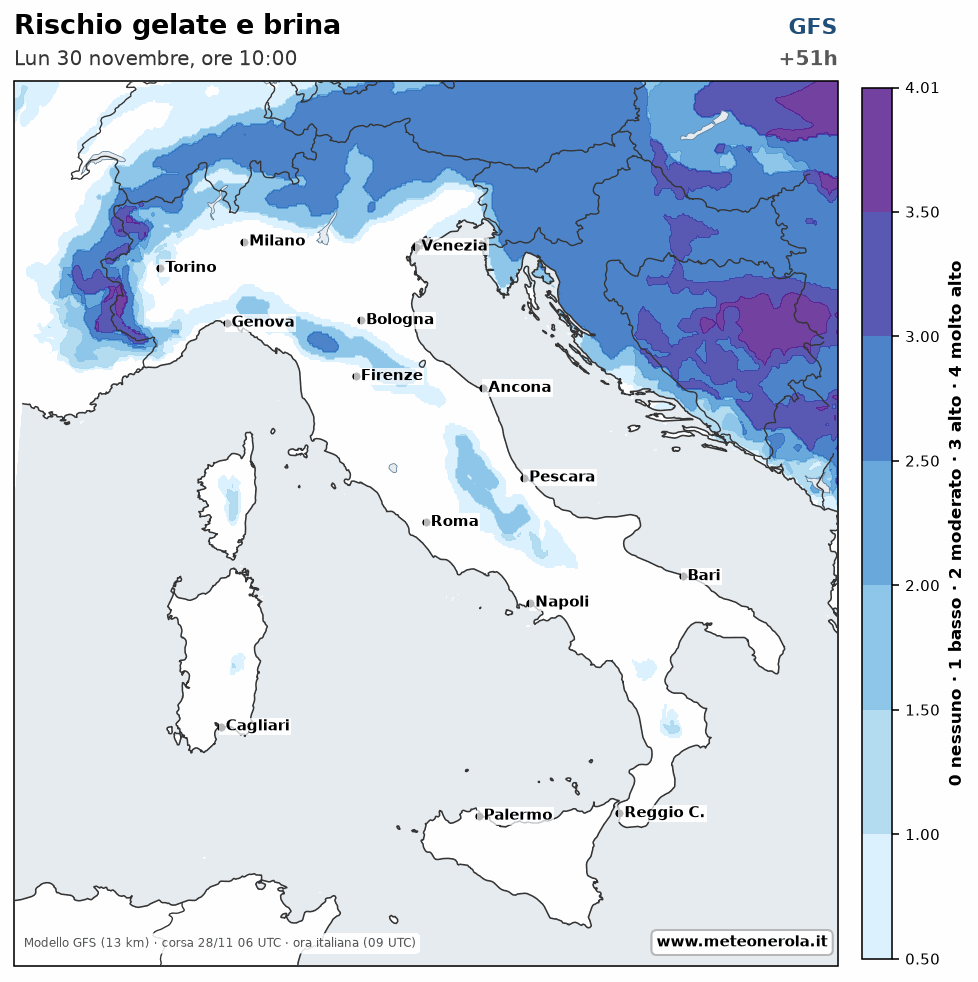 Rischio gelate e brina
GFS
Lun 30 novembre, ore 10:00
+51h
4.01
3.50
3.00
2.50
2.00
1.50
1.00
0.50
0 nessuno · 1 basso · 2 moderato · 3 alto · 4 molto alto
Milano
Venezia
Torino
Genova
Bologna
Firenze
Ancona
Pescara
Roma
Bari
Napoli
Cagliari
Palermo
Reggio C.
Modello GFS (13 km) · corsa 28/11 06 UTC · ora italiana (09 UTC)
www.meteonerola.it